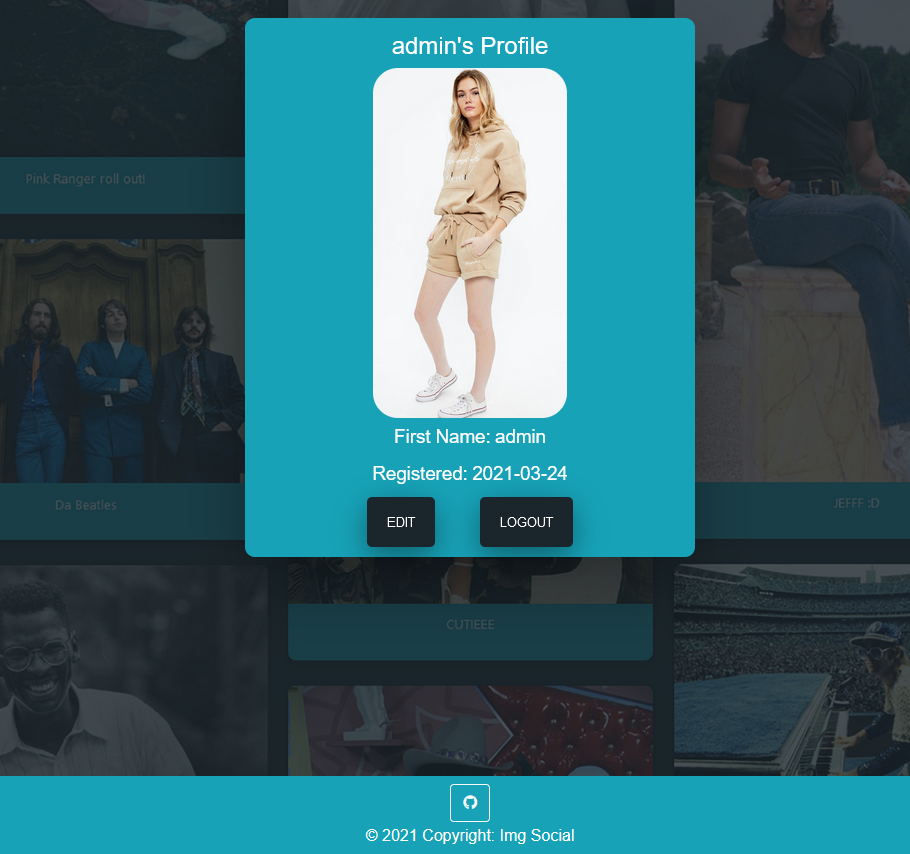 admin's Profile
First Name: admin
Registered: 2021-03-24
EDIT
LOGOUT
Pink Ranger roll out!
Da Beatles
JEFFF :D
CUTIEEE
© 2021 Copyright: Img Social